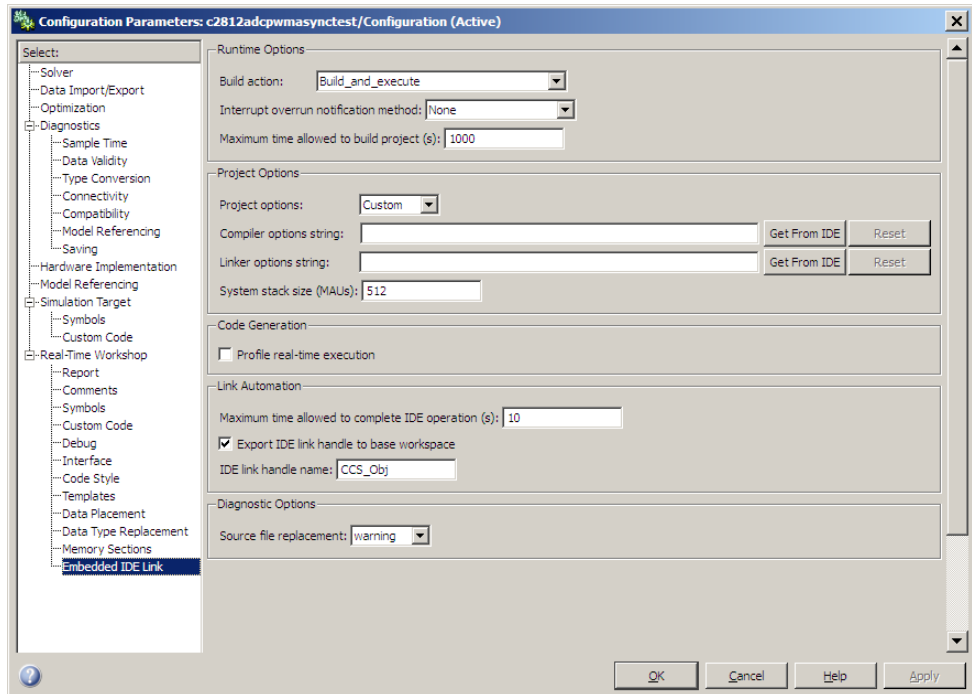 Configuration Parameters: c2812adcpwmasynctest/Configuration (Active)
Select:
Solver
Data Import/Export
Optimization
Diagnostics
Sample Time
Data Validity
Type Conversion
Connectivity
Compatibility
Model Referencing
Saving
Hardware Implementation
Model Referencing
Simulation Target
Symbols
Custom Code
Real-Time Workshop
Report
Comments
Symbols
Custom Code
Debug
Interface
Code Style
Templates
Data Placement
Data Type Replacement
Memory Sections
Embedded IDE Link
Runtime Options
Build action: Build_and_execute
Interrupt overrun notification method: None
Maximum time allowed to build project (s): 1000
Project Options
Project options: Custom
Compiler options string: Get From IDE Reset
Linker options string: Get From IDE Reset
System stack size (MAUs): 512
Code Generation
Profile real-time execution
Link Automation
Maximum time allowed to complete IDE operation (s): 10
Export IDE link handle to base workspace
IDE link handle name: CCS_Obj
Diagnostic Options
Source file replacement: warning
OK Cancel Help Apply